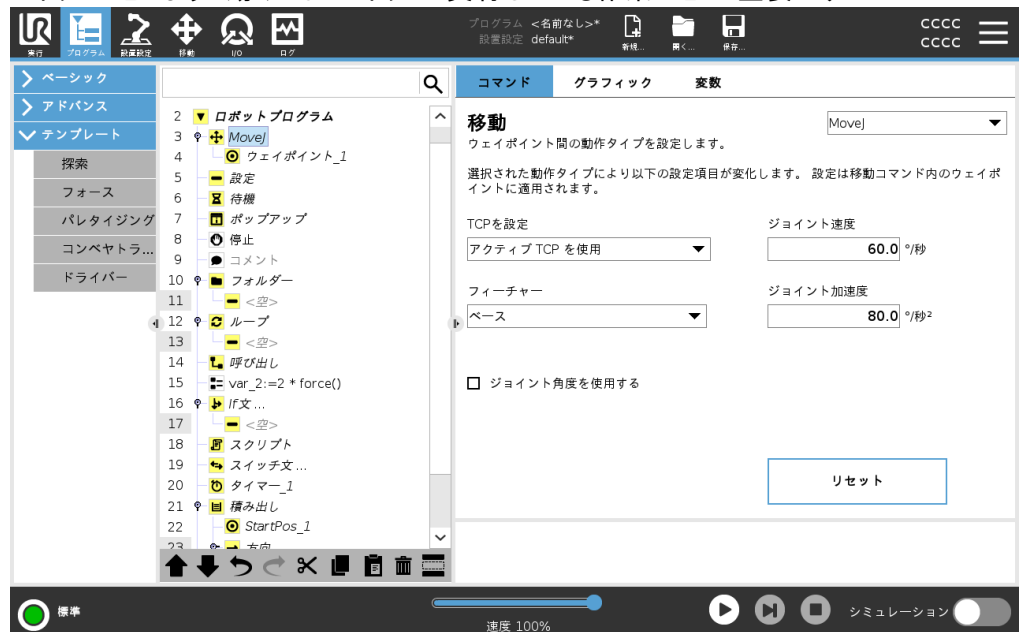 UR
実行
プログラム
設置設定
移動
I/O
ログ
プログラム <名前なし>*
設置設定 default*
新規...
開く...
保存...
CCCC
CCCC
ベーシック
アドバンス
テンプレート
探索
フォース
パレタイジング
コンベヤトラ...
ドライバー
2 ロボットプログラム
3 MoveJ
4 ウェイポイント_1
5 設定
6 待機
7 ポップアップ
8 停止
9 コメント
10 フォルダー
11 <空>
12 ループ
13 <空>
14 呼び出し
15 var_2:=2 * force()
16 If文 ...
17 <空>
18 スクリプト
19 スイッチ文 ...
20 タイマー_1
21 積み出し
22 StartPos_1
23 方向
コマンド グラフィック 変数
移動
MoveJ
ウェイポイント間の動作タイプを設定します。
選択された動作タイプにより以下の設定項目が変化します。 設定は移動コマンド内のウェイポ
イントに適用されます。
TCPを設定
ジョイント速度
アクティブ TCP を使用
60.0 °/秒
フィーチャー
ジョイント加速度
ベース
80.0 °/秒²
ジョイント角度を使用する
リセット
標準
速度 100%
シミュレーション